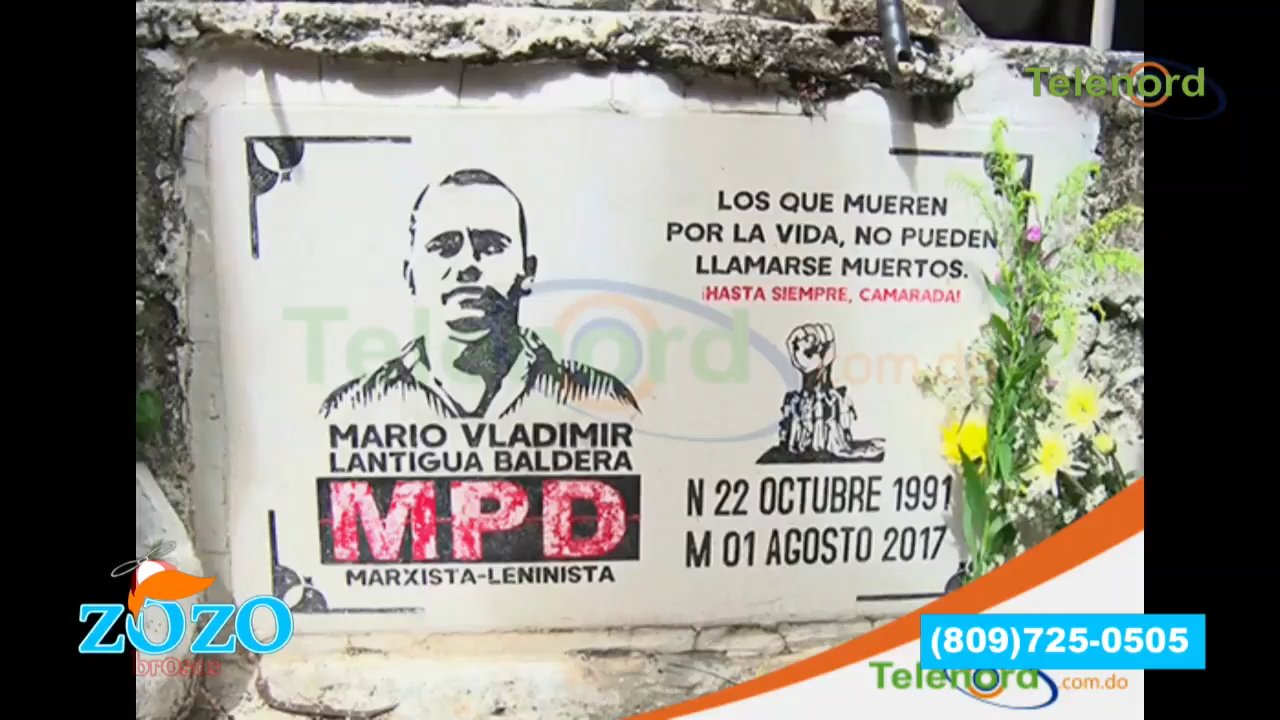 Telenord
LOS QUE MUEREN
POR LA VIDA, NO PUEDEN
LLAMARSE MUERTOS.
¡HASTA SIEMPRE, CAMARADA!
Telenord.com.do
MARIO VLADIMIR
LANTIGUA BALDERA
MPD
MARXISTA-LENINISTA
N 22 OCTUBRE 1991
M 01 AGOSTO 2017
ZOZO
brOsas
(809)725-0505
Telenord.com.do